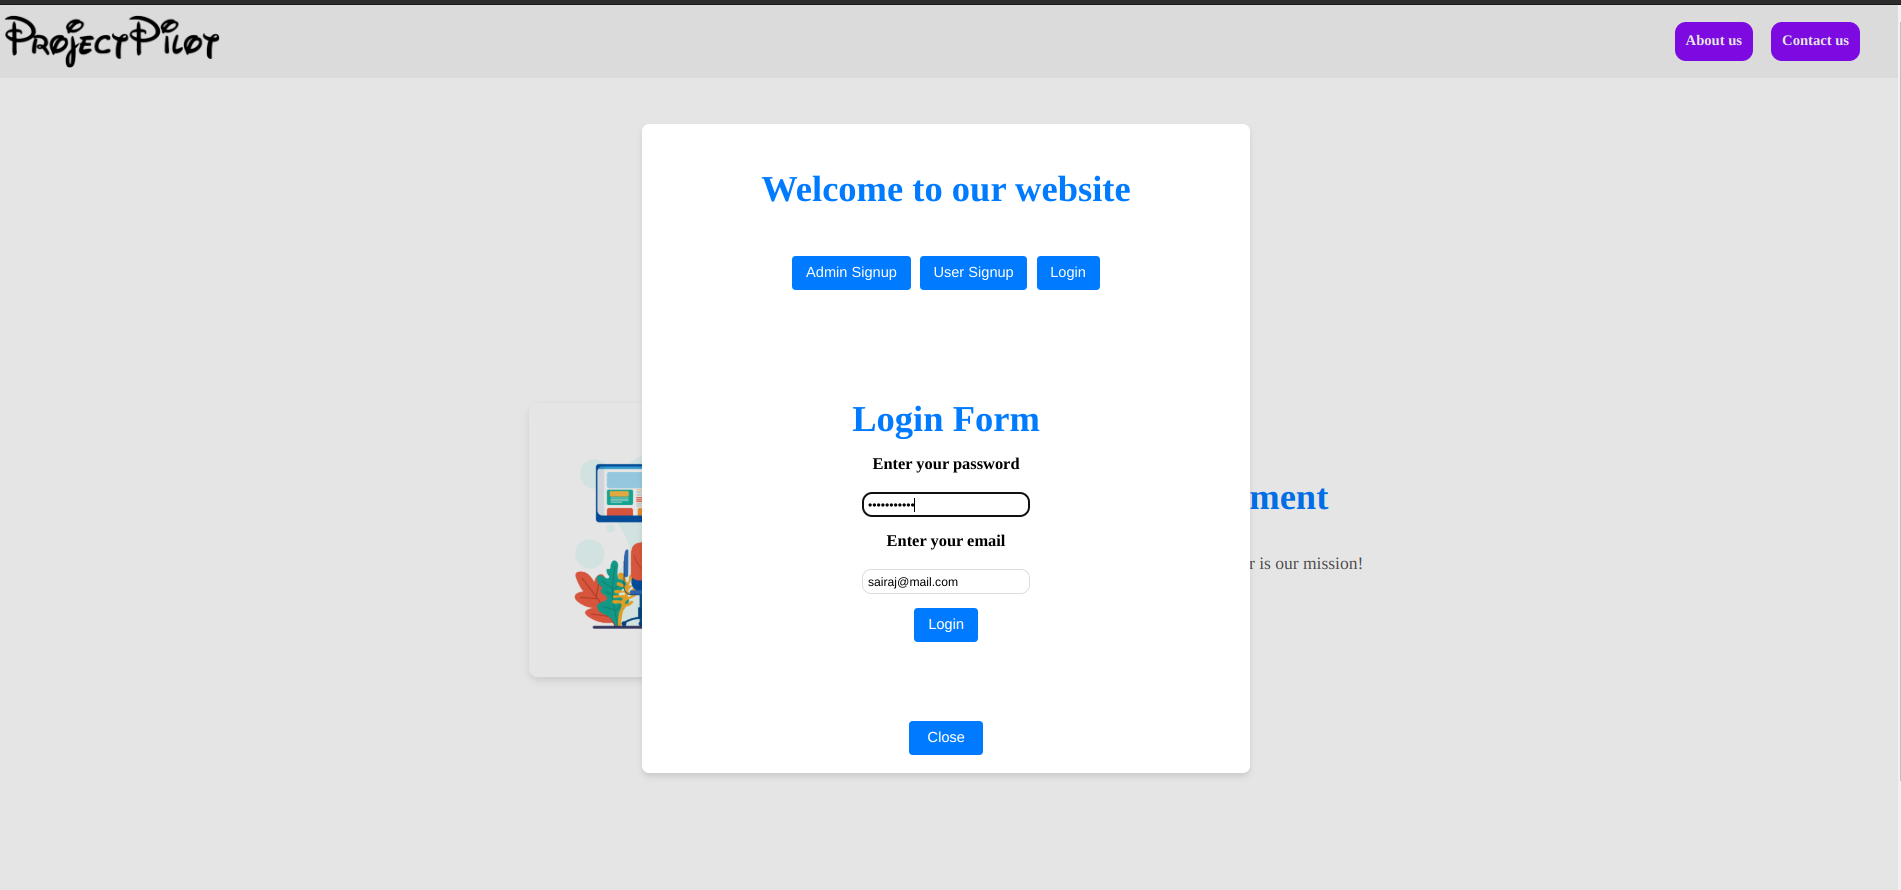 ProjectPilot
About us
Contact us
Welcome to our website
Admin Signup
User Signup
Login
Login Form
Enter your password
•••••••••••
Enter your email
ment
sairaj@mail.com
r is our mission!
Login
Close